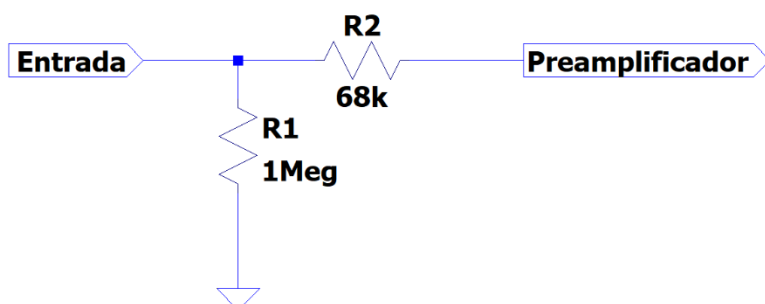 R2
Entrada
Preamplificador
68k
R1
1Meg